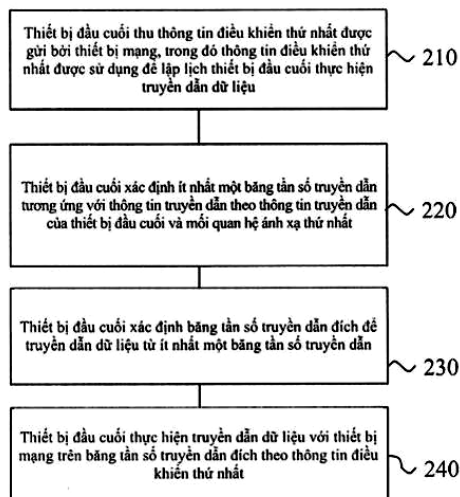 Thiết bị đầu cuối thu thông tin điều khiển thứ nhất được
gửi bởi thiết bị mạng, trong đó thông tin điều khiển thứ
nhất được sử dụng để lập lịch thiết bị đầu cuối thực hiện
truyền dẫn dữ liệu
210
Thiết bị đầu cuối xác định ít nhất một băng tần số truyền dẫn
tương ứng với thông tin truyền dẫn theo thông tin truyền dẫn
của thiết bị đầu cuối và mối quan hệ ánh xạ thứ nhất
220
Thiết bị đầu cuối xác định băng tần số truyền dẫn đích để
truyền dẫn dữ liệu từ ít nhất một băng tần số truyền dẫn
230
Thiết bị đầu cuối thực hiện truyền dẫn dữ liệu với thiết bị
mạng trên băng tần số truyền dẫn đích theo thông tin điều
khiển thứ nhất
240